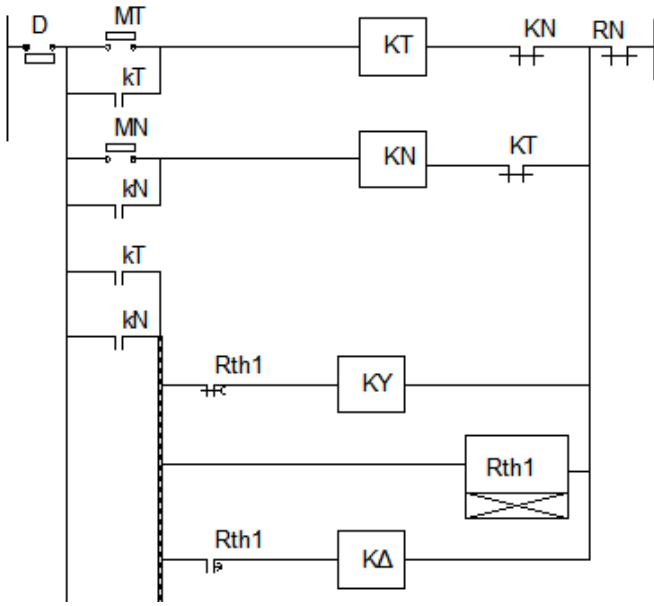 D MT KN RN
KT
kT
MN KT
KN
kN
kT
kN
Rth1 KY
Rth1
Rth1 KΔ